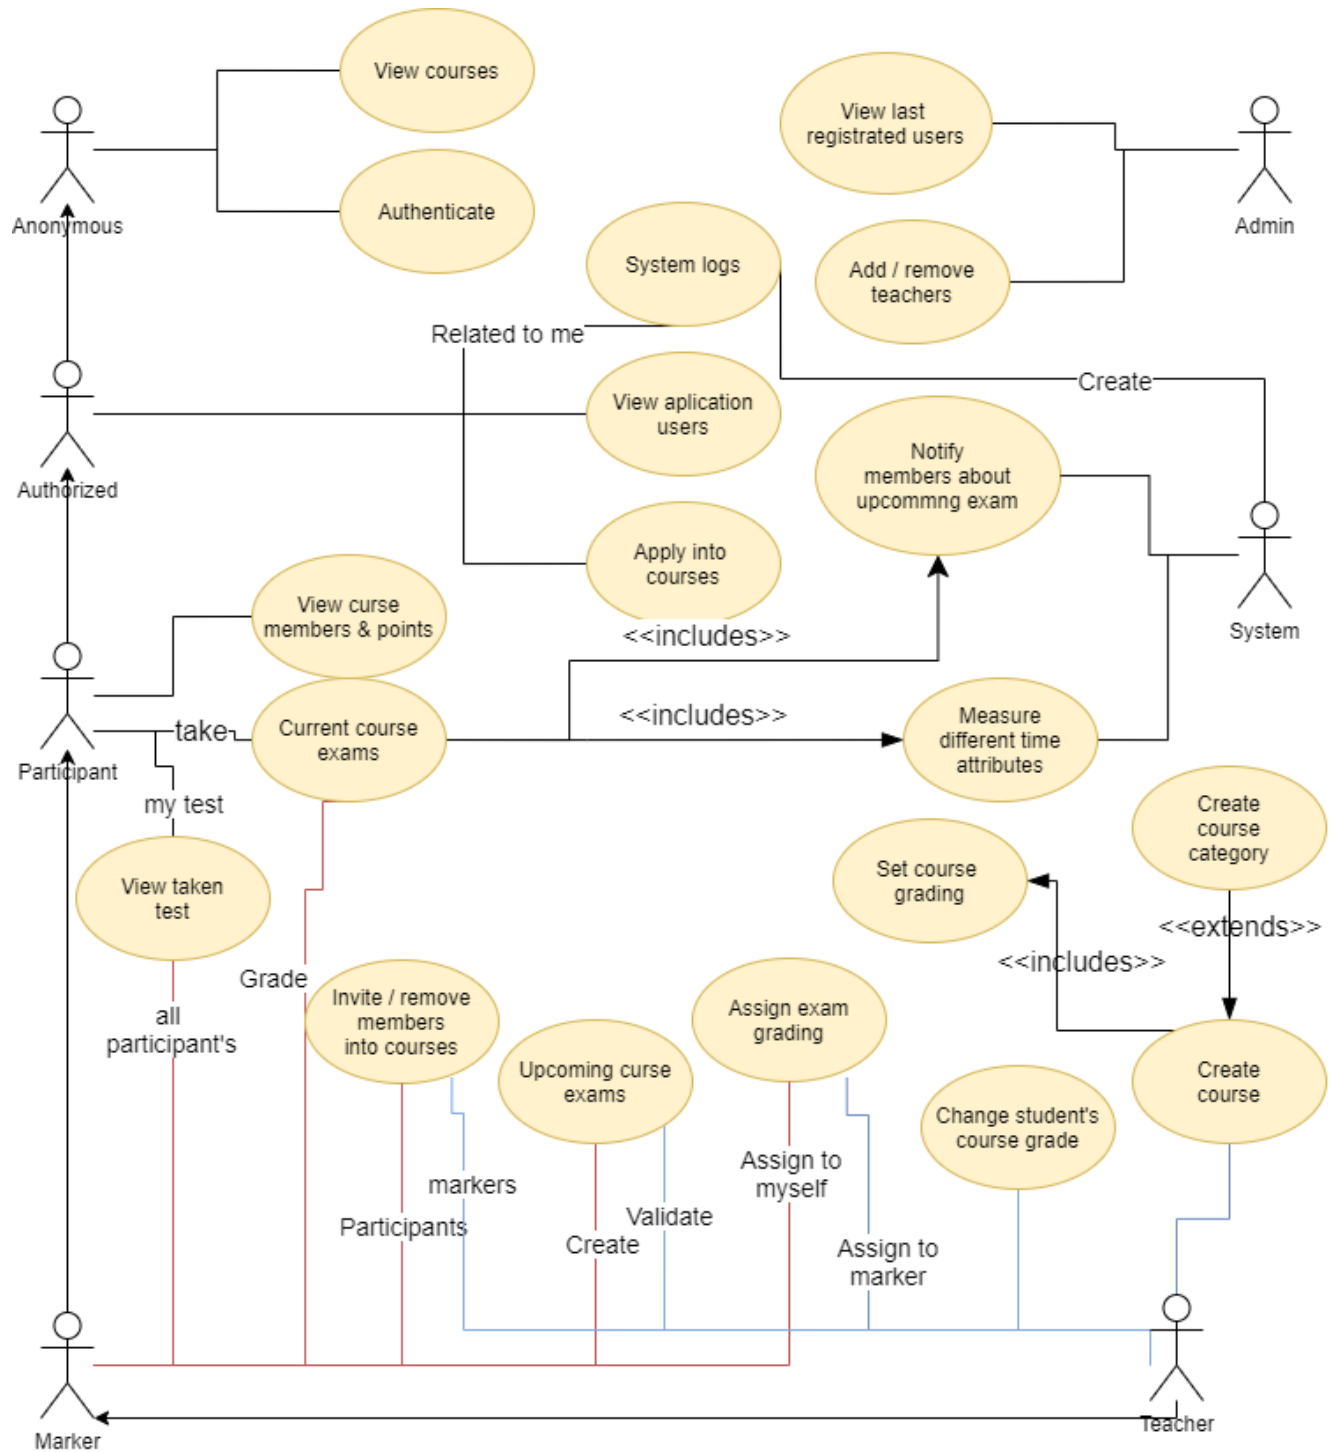 View courses
View last
registrated users
Anonymous
Authenticate
Admin
System logs
Add / remove
teachers
Related to me
Create
View aplication
users
Notify
members about
upcommng exam
Authorized
Apply into
courses
View curse
members & points
<<includes>>
System
take
Current course
exams
<<includes>>
Measure
different time
attributes
Participant
my test
Create
course
category
View taken
test
Set course
grading
<<extends>>
<<includes>>
Grade
all
participant's
Invite / remove
members
into courses
Assign exam
grading
Upcoming curse
exams
Create
course
Change student's
course grade
Assign to
myself
markers
Participants
Validate
Create
Assign to
marker
Teacher
Marker